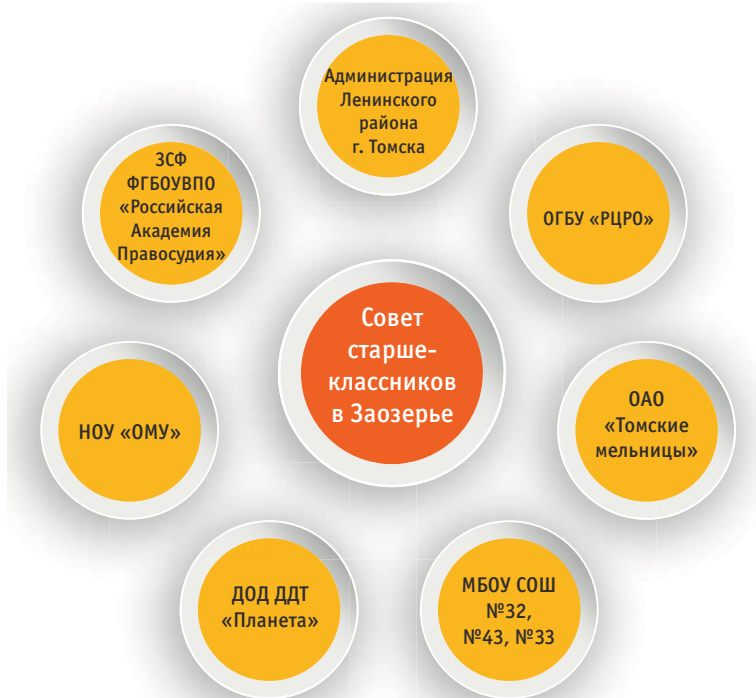 Администрация
Ленинского
района
г. Томска
ЗСФ
ФГБОУВПО
«Российская
Академия
Правосудия»
ОГБУ «РЦРО»
Совет
старше-
классников
в Заозерье
НОУ «ОМУ»
ОАО
«Томские
мельницы»
ДОД ДДТ
«Планета»
МБОУ СОШ
№32,
№43, №33